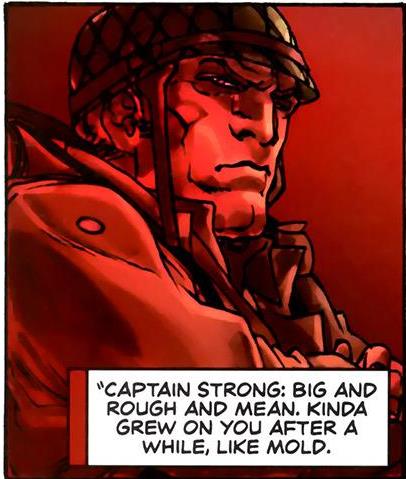 "CAPTAIN STRONG: BIG AND
ROUGH AND MEAN. KINDA
GREW ON YOU AFTER A
WHILE, LIKE MOLD.